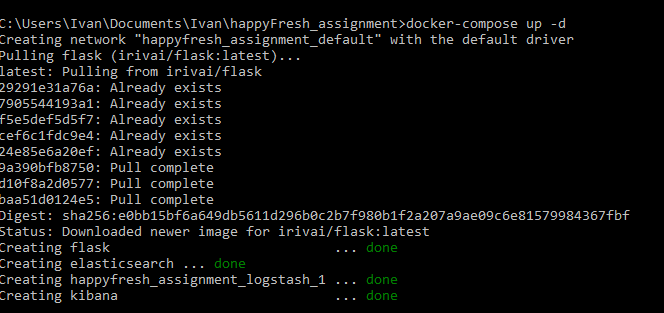 C:\Users\Ivan\Documents\Ivan\happyFresh_assignment>docker-compose up -d
Creating network "happyfresh_assignment_default" with the default driver
Pulling flask (irivai/flask:latest)...
latest: Pulling from irivai/flask
29291e31a76a: Already exists
7905544193a1: Already exists
f5e5def5d5f7: Already exists
cef6c1fdc9e4: Already exists
24e85e6a20ef: Already exists
9a390bfb8750: Pull complete
d10f8a2d0577: Pull complete
baa51d0124e5: Pull complete
Digest: sha256:e0bb15bf6a649db5611d296b0c2b7f980b1f2a207a9ae09c6e81579984367fbf
Status: Downloaded newer image for irivai/flask:latest
Creating flask                            ... done
Creating elasticsearch ... done
Creating happyfresh_assignment_logstash_1 ... done
Creating kibana                           ... done